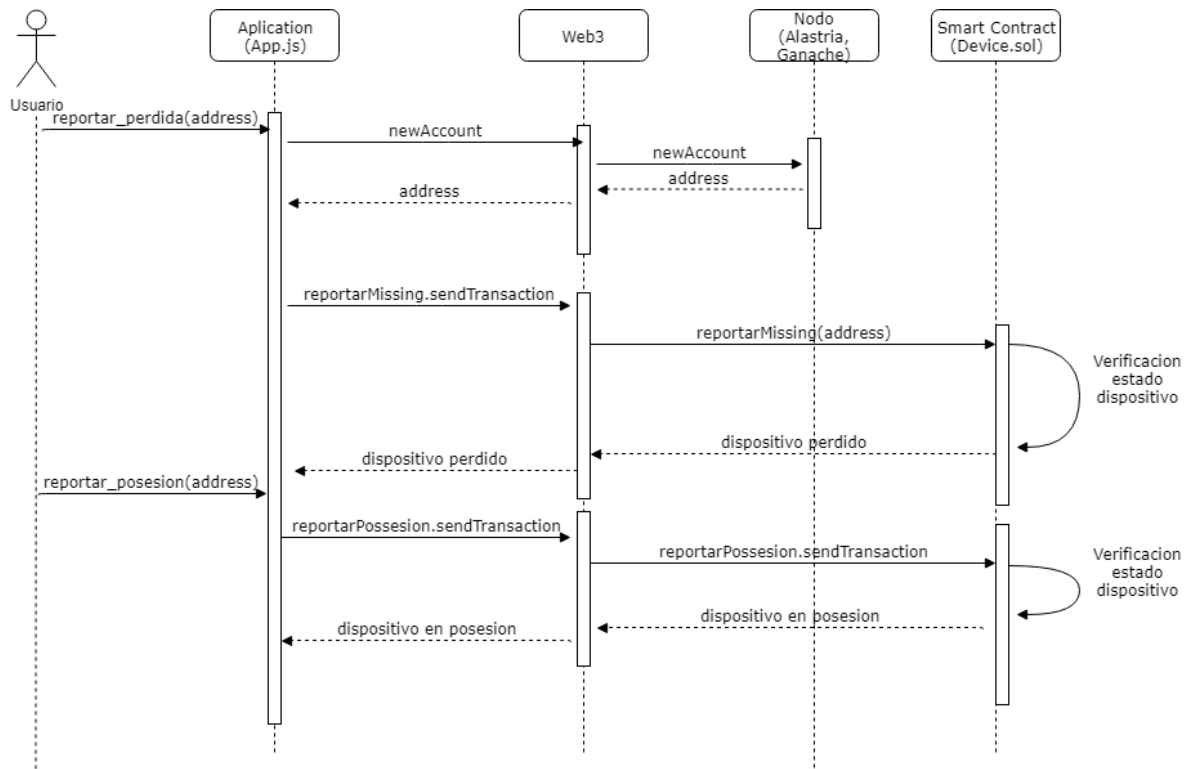 Aplication
(App.js)
Web3
Nodo
(Alastria,
Ganache)
Smart Contract
(Device.sol)
Usuario
reportar_perdida(address)
newAccount
newAccount
address
address
reportarMissing.sendTransaction
reportarMissing(address)
Verificacion
estado
dispositivo
dispositivo perdido
dispositivo perdido
reportar_posesion(address)
reportarPossesion.sendTransaction
reportarPossesion.sendTransaction
Verificacion
estado
dispositivo
dispositivo en posesion
dispositivo en posesion